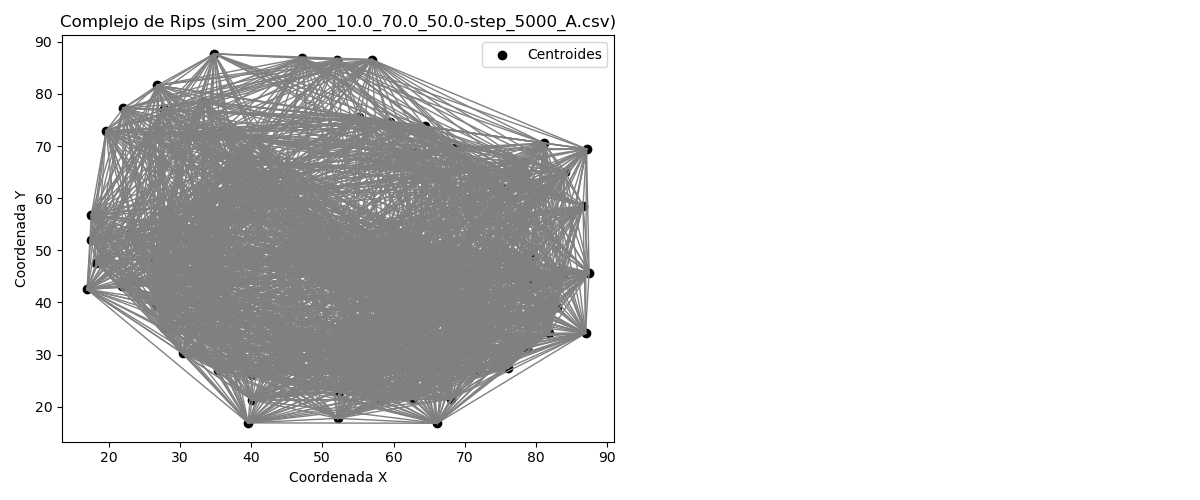 Complejo de Rips (sim_200_200_10.0_70.0_50.0-step_5000_A.csv)
Centroides
90
80
70
60
50
40
30
20
Coordenada Y
20 30 40 50 60 70 80 90
Coordenada X